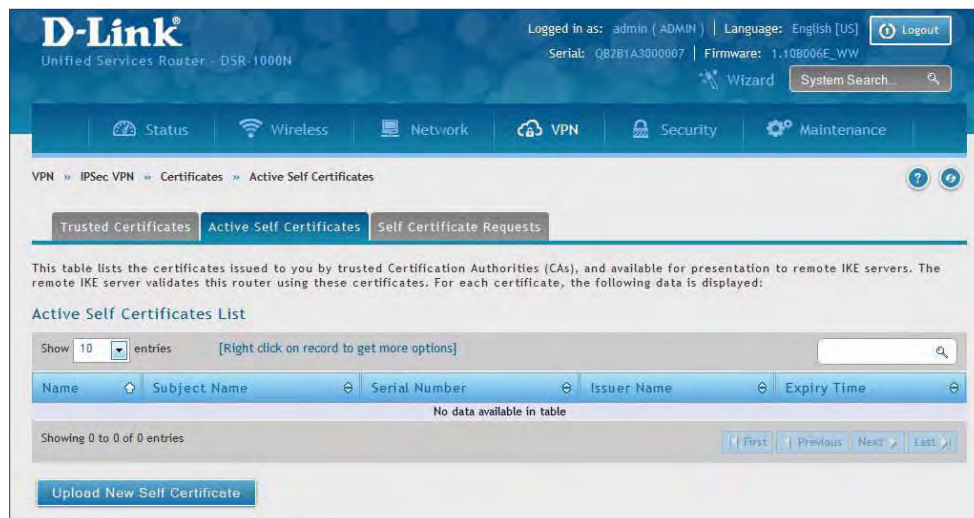 D-Link
Unified Services Router - DSR-1000N
Logged in as: admin ( ADMIN ) | Language: English [US]
Logout
Serial: QB2B1A3000007 | Firmware: 1.10B006E_WW
Wizard
System Search...
Status
Wireless
Network
VPN
Security
Maintenance
VPN » IPSec VPN » Certificates » Active Self Certificates
?
Trusted Certificates
Active Self Certificates
Self Certificate Requests
This table lists the certificates issued to you by trusted Certification Authorities (CAs), and available for presentation to remote IKE servers. The
remote IKE server validates this router using these certificates. For each certificate, the following data is displayed:
Active Self Certificates List
Show 10 entries
[Right click on record to get more options]
Name
Subject Name
Serial Number
Issuer Name
Expiry Time
No data available in table
Showing 0 to 0 of 0 entries
First
Previous
Next
Last
Upload New Self Certificate